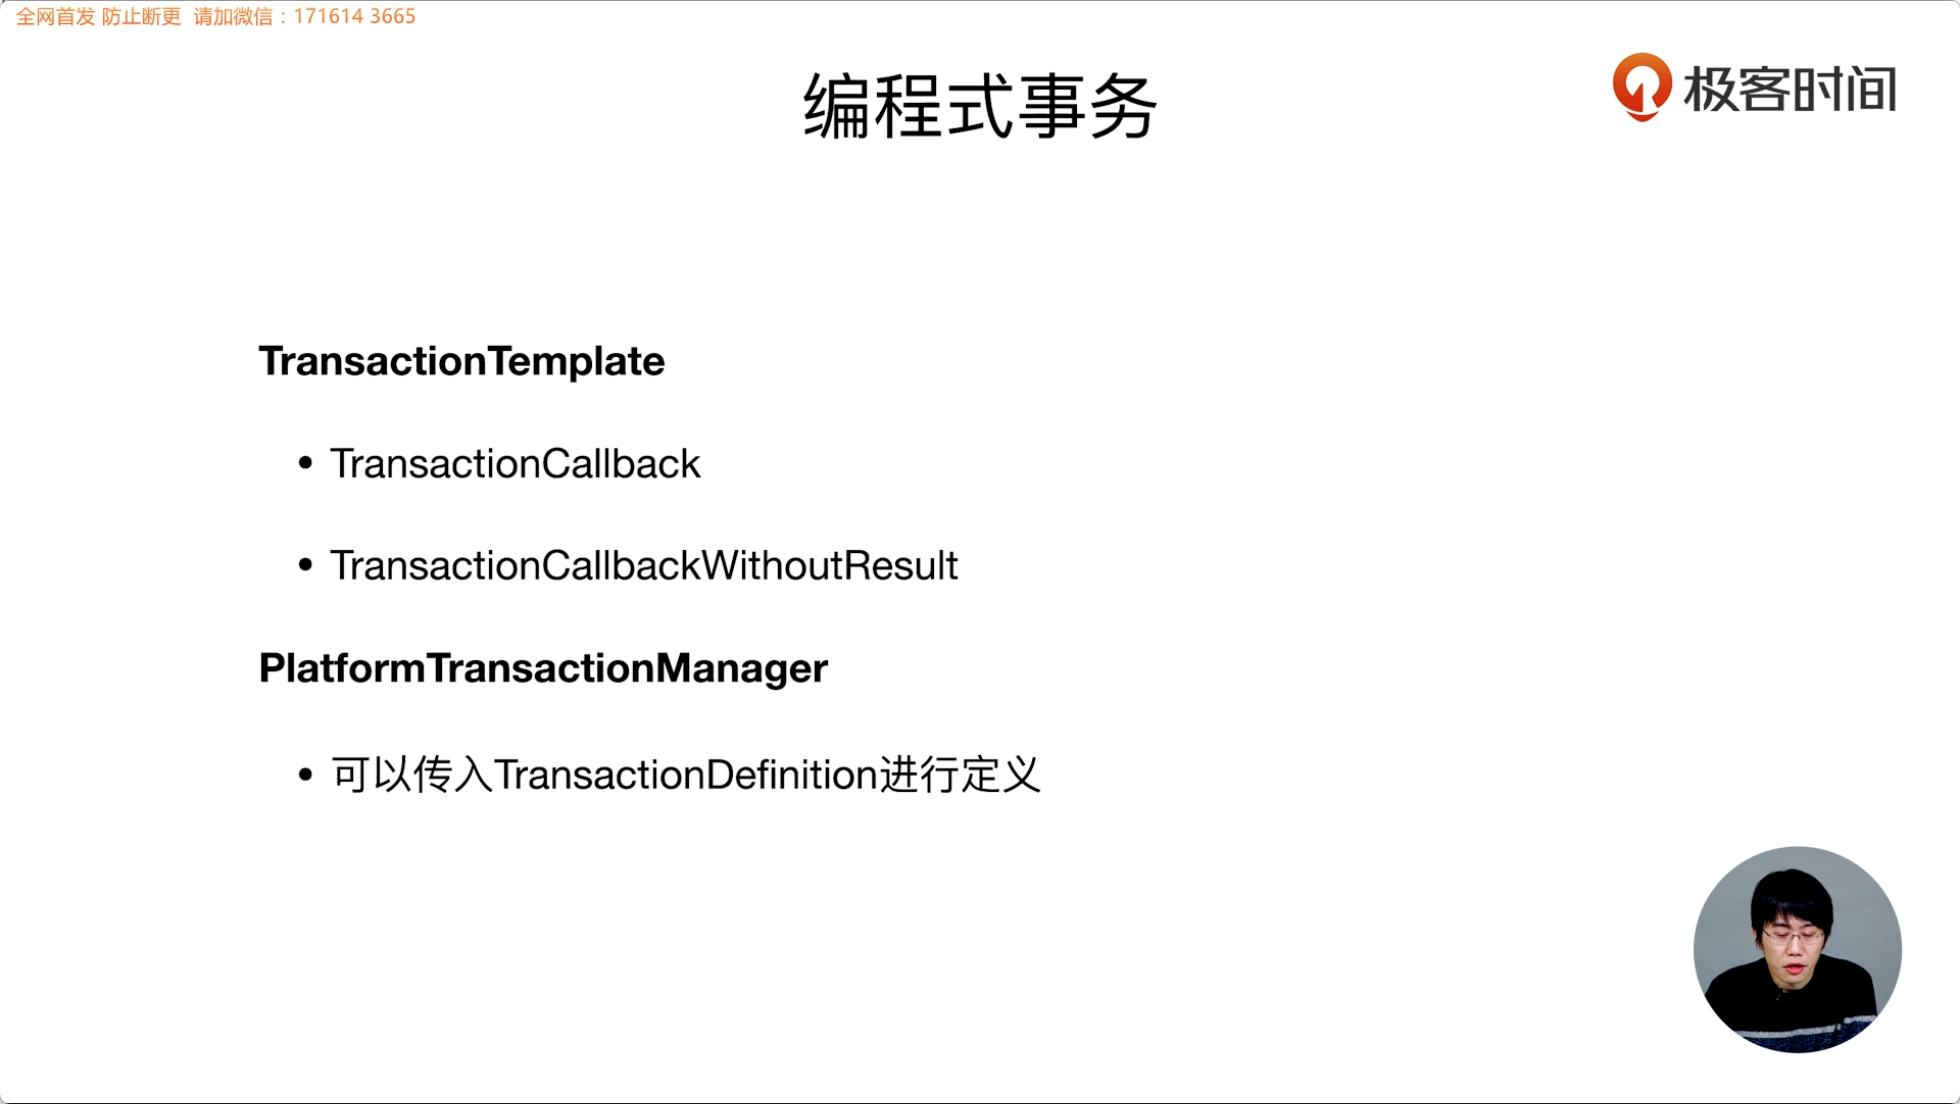 全网首发 防止断更 请加微信：171614 3665
极客时间
编程式事务
TransactionTemplate
• TransactionCallback
• TransactionCallbackWithoutResult
PlatformTransactionManager
• 可以传入TransactionDefinition进行定义